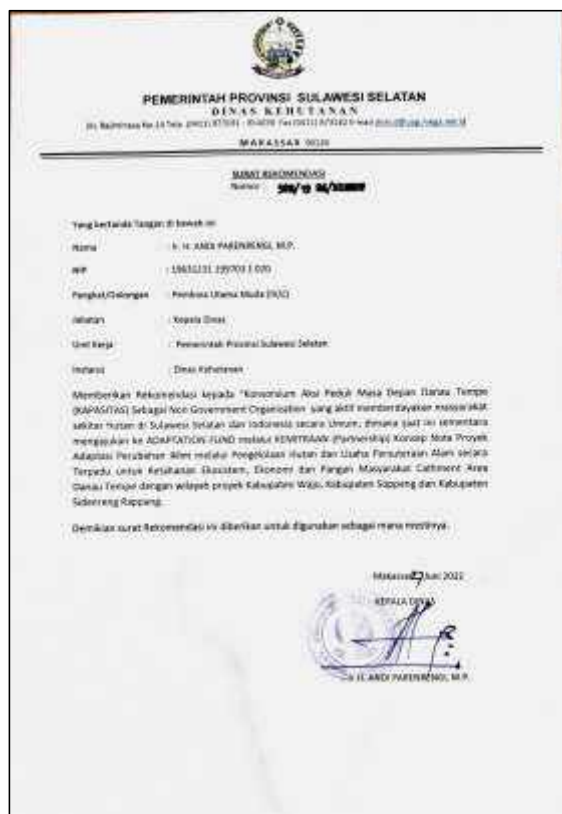 PEMERINTAH PROVINSI SULAWESI SELATAN
DINAS KEHUTANAN
MAKASSAR
SURAT REKOMENDASI
Nomor :
Yang bertanda Tangan di bawah ini
Nama : Ir. H. ANDI PARENRENGI, M.P.
NIP
Pangkat/Golongan : Pembina Utama Muda (IV/c)
Jabatan : Kepala Dinas
Unit Kerja : Pemerintah Provinsi Sulawesi Selatan
Instansi : Dinas Kehutanan
Memberikan Rekomendasi kepada "Konsorsium Aksi Peduli Masa Depan Danau Tempe
(KAPASITAS) Sebagai Non Government Organisation yang aktif memberdayakan masyarakat
sekitar hutan di Sulawesi Selatan dan Indonesia secara Umum, dimana saat ini sementara
mengajukan ke ADAPTATION FUND melalui KEMITRAAN (Partnership) Konsep Note Proyek
Adaptasi Perubahan Iklim melalui Pengelolaan Hutan dan Usaha Persuteraan Alam secara
Terpadu untuk Ketahanan Ekosistem, Ekonomi dan Pangan Masyarakat Catchment Area
Danau Tempe dengan wilayah proyek Kabupaten Wajo, Kabupaten Soppeng dan Kabupaten
Sidenreng Rappang.
Demikian surat Rekomendasi ini diberikan untuk digunakan sebagai mana mestinya.
Makassar, Juni 2022
KEPALA DINAS
Ir. H. ANDI PARENRENGI, M.P.